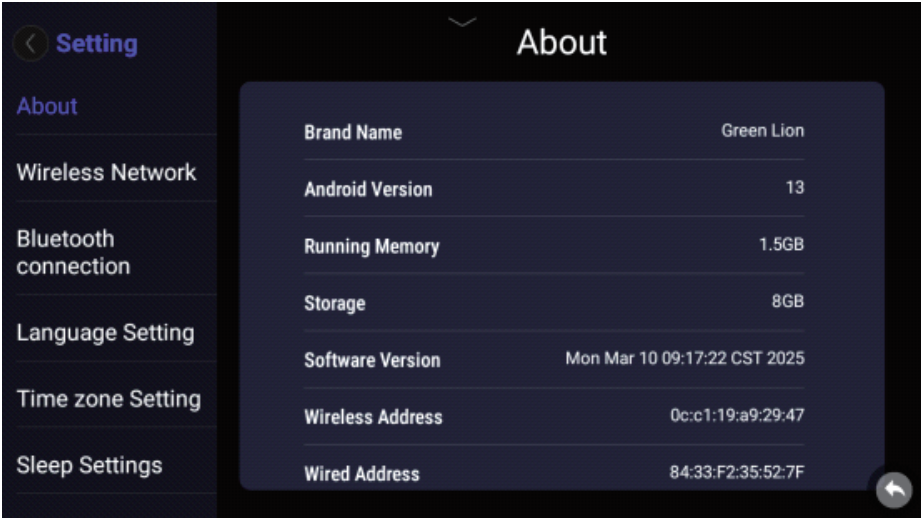 Setting
About
Wireless Network
Bluetooth
connection
Language Setting
Time zone Setting
Sleep Settings
About
Brand Name Green Lion
Android Version 13
Running Memory 1.5GB
Storage 8GB
Software Version Mon Mar 10 09:17:22 CST 2025
Wireless Address 0c:c1:19:a9:29:47
Wired Address 84:33:F2:35:52:7F